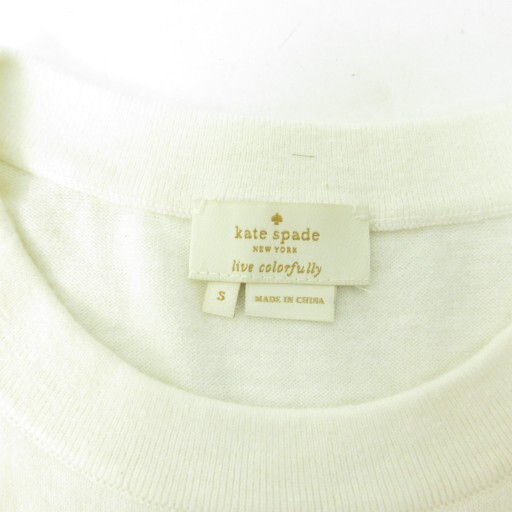 kate spade
NEW YORK
live colorfully
S
MADE IN CHINA